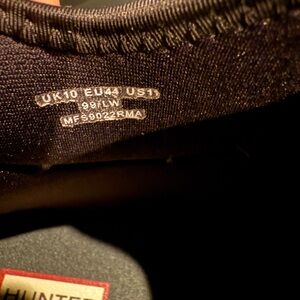 UK10 EU44 US11
99/LW
MFS9022RMA
HUNTER